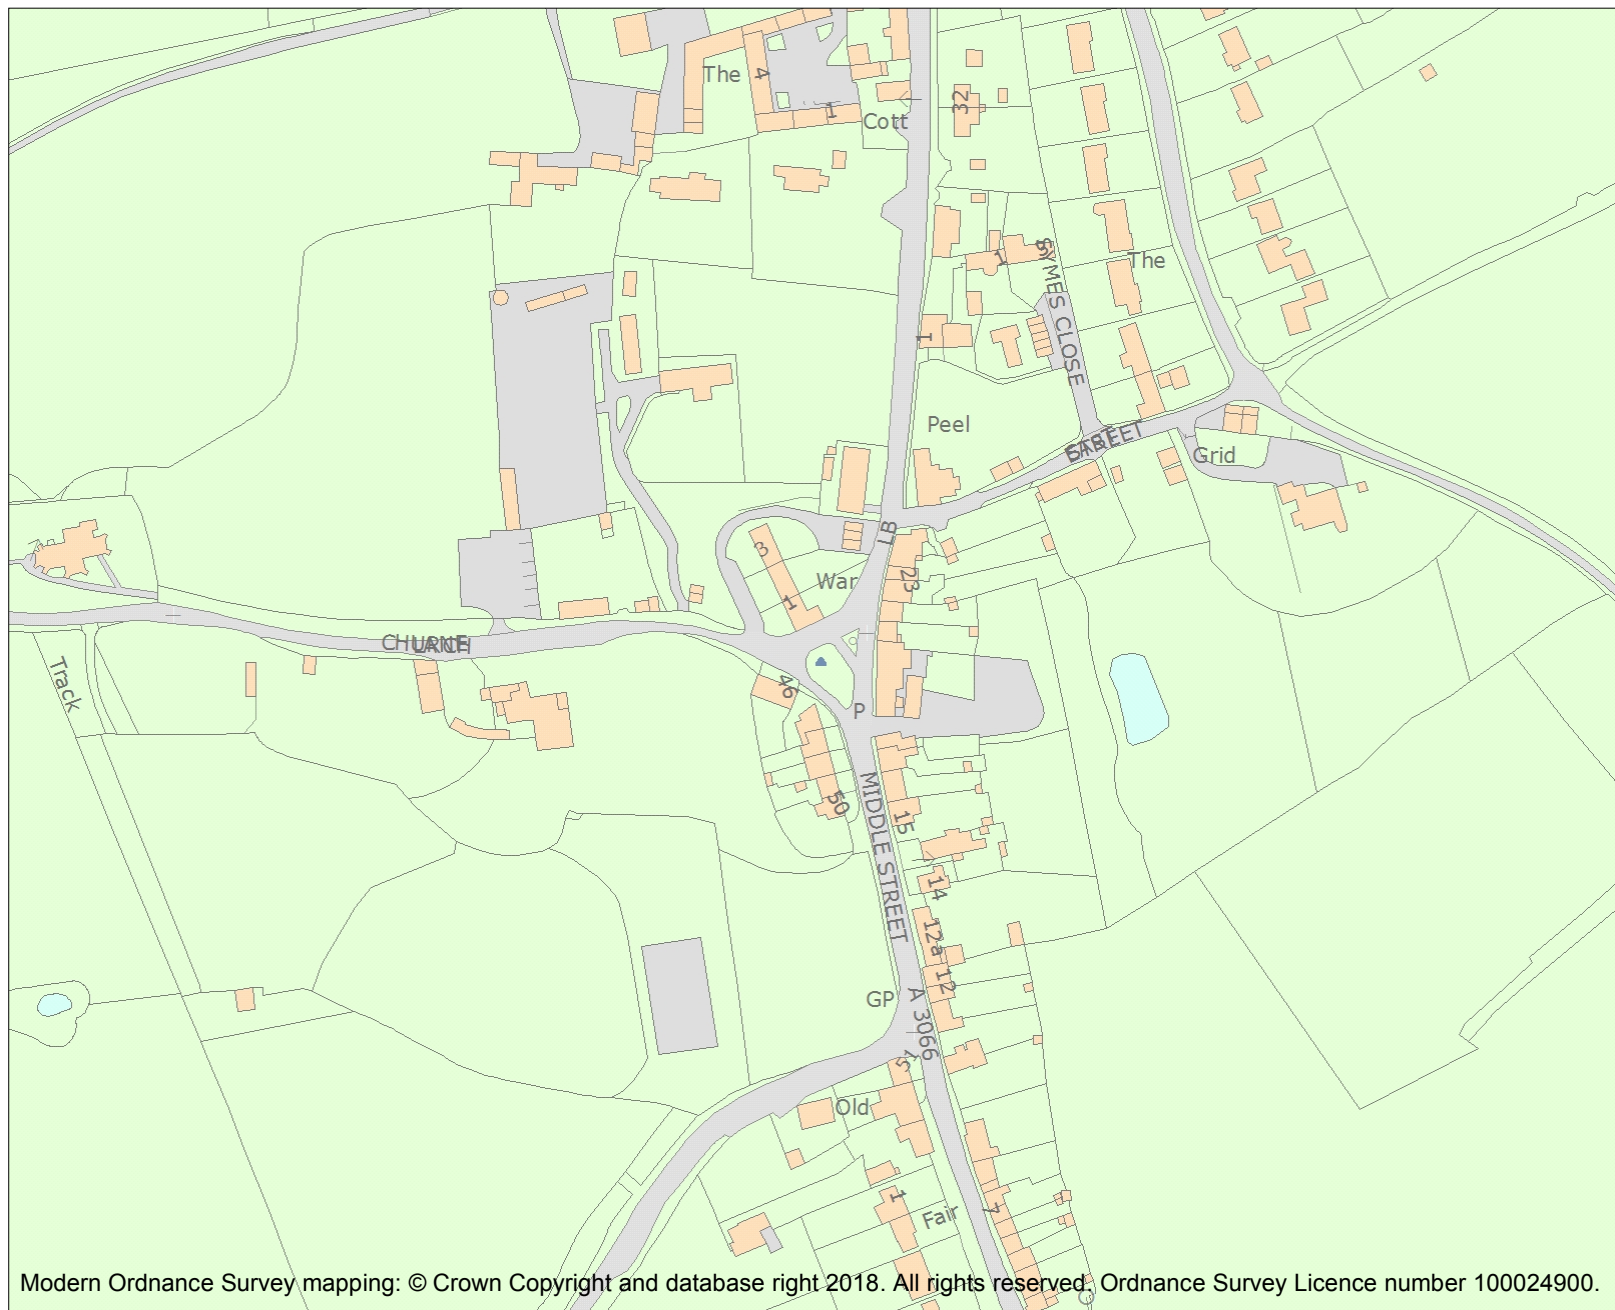 The
4
1
Cott
32
1
5
SYMES CLOSE
The
1
Peel
EAST
STREET
Grid
LB
3
1
War
23
CHURCH
LANE
Track
46
P
50
MIDDLE STREET
15
14
12a
12
GP
A 3066
51
Old
1
Fair
7
Modern Ordnance Survey mapping: © Crown Copyright and database right 2018. All rights reserved. Ordnance Survey Licence number 100024900.